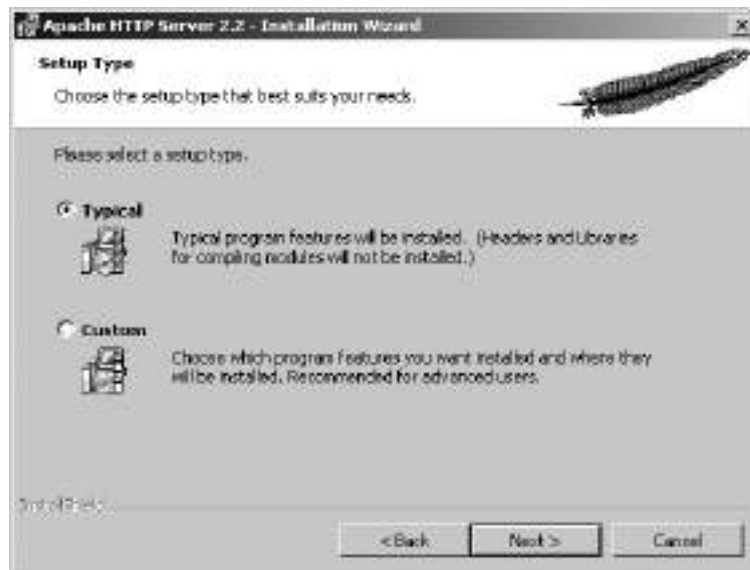 Apache HTTP Server 2.2 - Installation Wizard
Setup Type
Choose the setup type that best suits your needs.
Please select a setup type.
Typical
Typical program features will be installed. (Headers and Libraries
for compiling modules will not be installed.)
Custom
Choose which program features you want installed and where they
will be installed. Recommended for advanced users.
InstallShield
< Back
Next >
Cancel